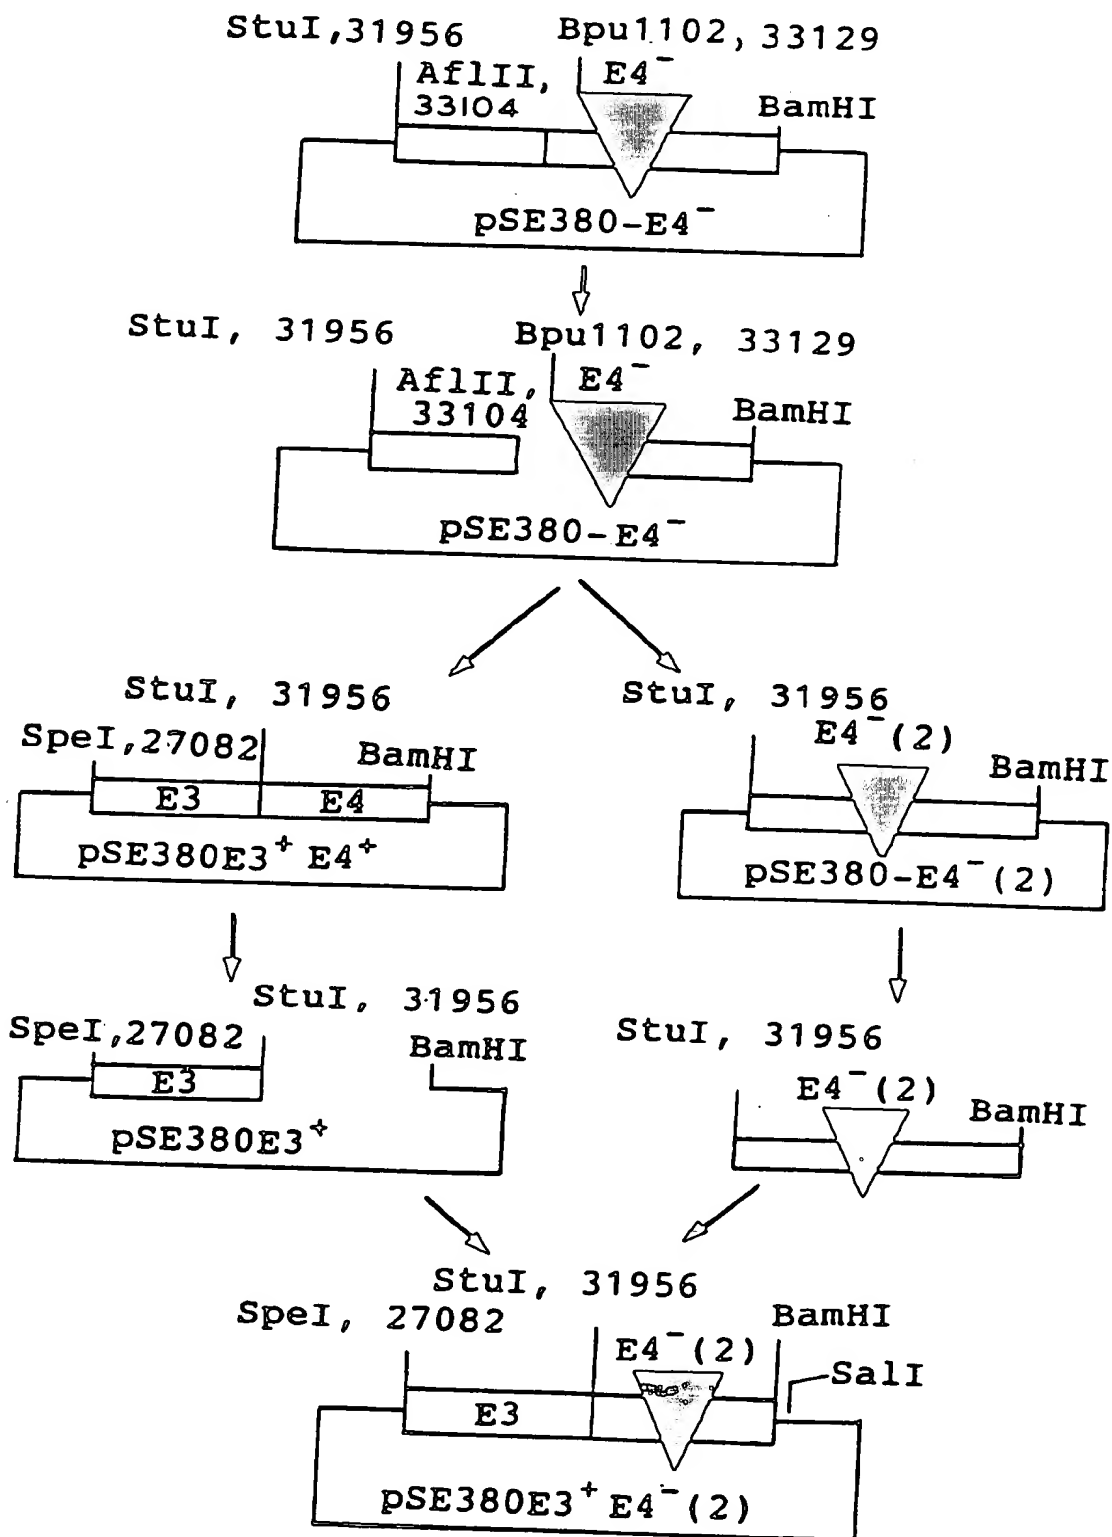 StuI,31956 Bpu1102,33129
AflII, E4⁻
33104 BamHI
pSE380-E4⁻
StuI, 31956 Bpu1102, 33129
AflII, E4⁻
33104 BamHI
pSE380-E4⁻
StuI, 31956
SpeI,27082 BamHI
E3 E4
pSE380E3⁺ E4⁺
StuI, 31956
E4⁻(2)
BamHI
pSE380-E4⁻(2)
StuI, 31956
SpeI,27082 BamHI
E3
pSE380E3⁺
StuI, 31956
E4⁻(2)
BamHI
StuI, 31956
SpeI, 27082 BamHI
E4⁻(2)
SalI
E3
pSE380E3⁺E4⁻(2)